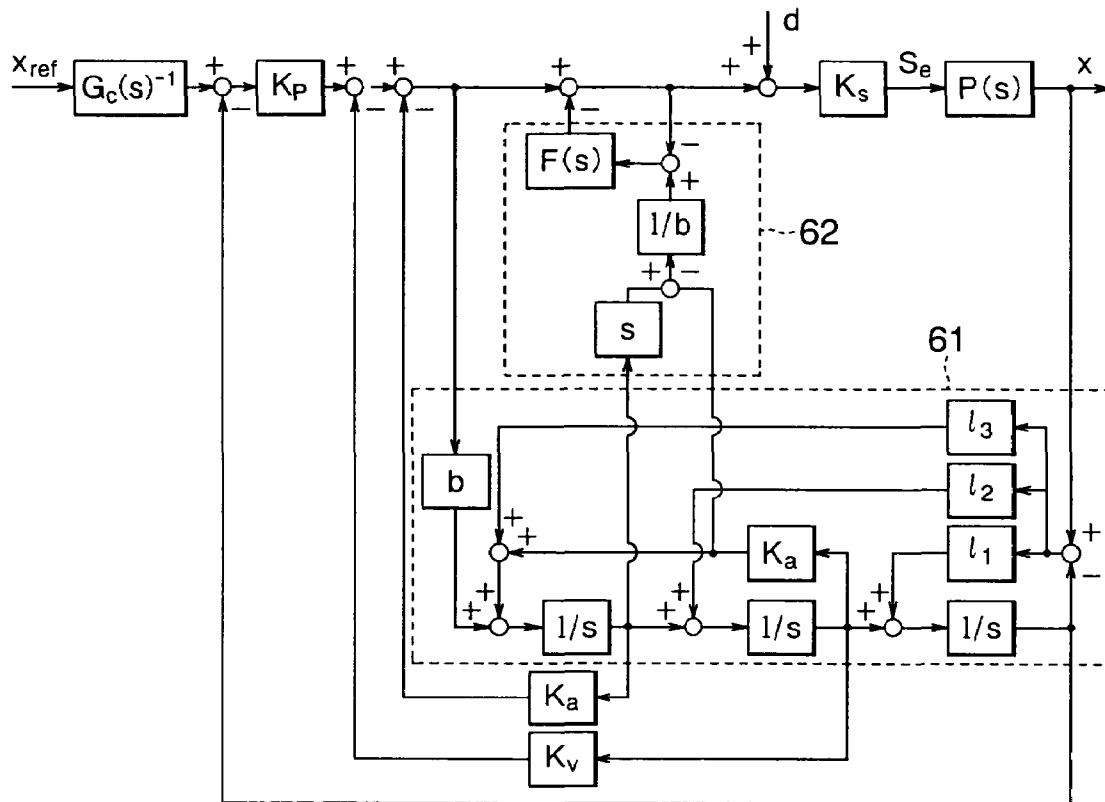 d
x_ref
G_c(s)^-1
+
−
K_P
+
−
+
−
+
−
+
+
K_s
S_e
P(s)
x
F(s)
−
+
1/b
+
−
62
s
61
l_3
b
l_2
+
+
K_a
l_1
+
−
+
+
1/s
+
+
1/s
+
+
1/s
K_a
K_v